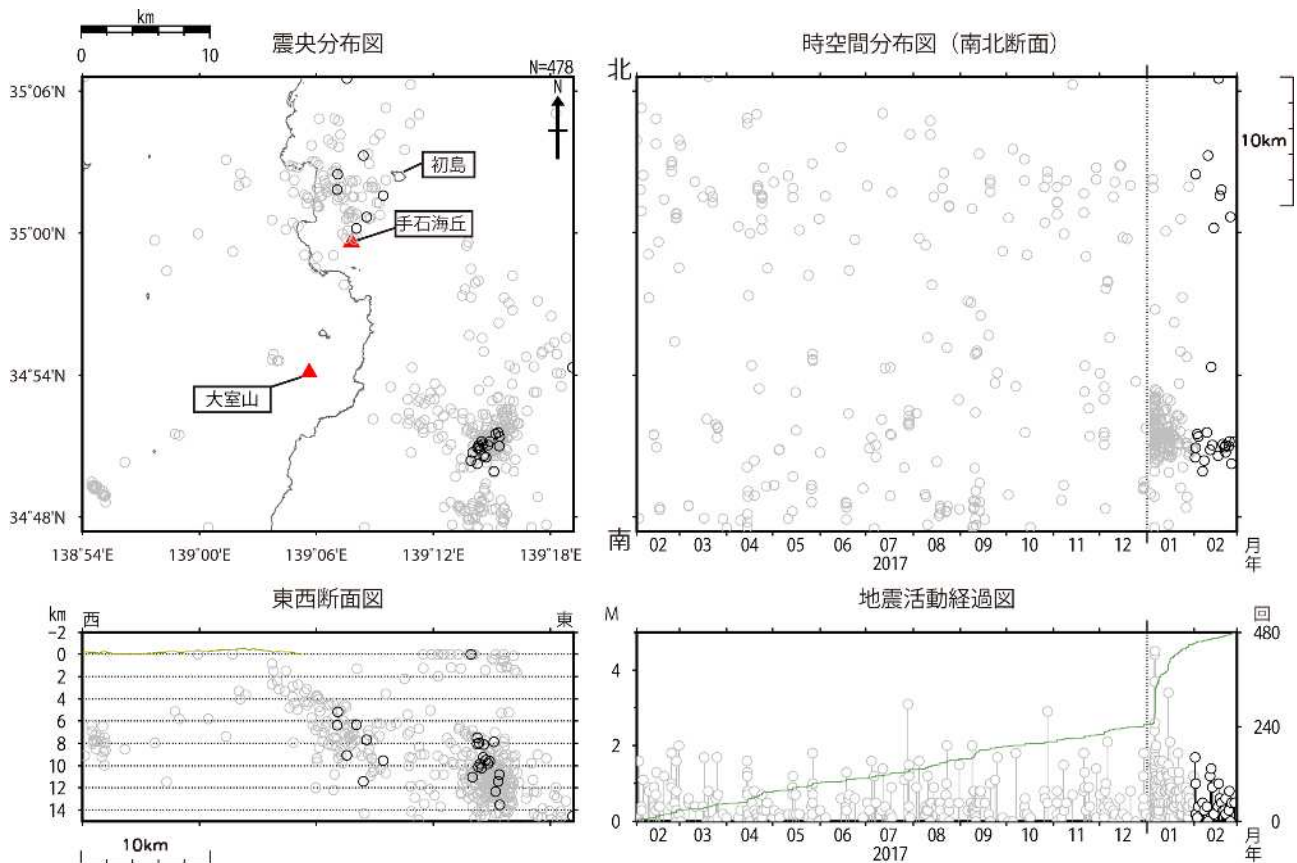 km
0 10
震央分布図
N=478
N
35°06'N
35°00'N
34°54'N
34°48'N
138°54'E 139°00'E 139°06'E 139°12'E 139°18'E
初島
手石海丘
大室山
時空間分布図（南北断面）
北
南
10km
02 03 04 05 06 07 08 09 10 11 12 01 02 月
2017 年
東西断面図
km 西 東
-2
0
2
4
6
8
10
12
14
10km
地震活動経過図
M 回
4 480
2 240
0 0
02 03 04 05 06 07 08 09 10 11 12 01 02 月
2017 年